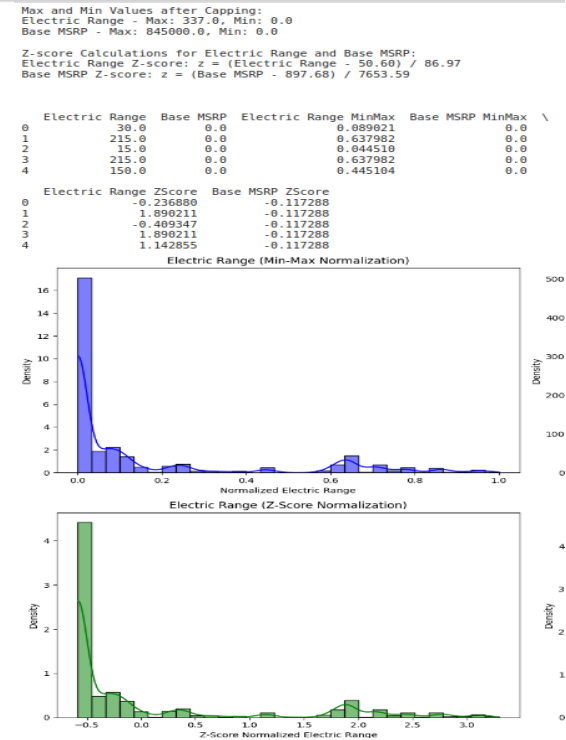 Max and Min Values after Capping:
Electric Range - Max: 337.0, Min: 0.0
Base MSRP - Max: 845000.0, Min: 0.0
Z-score Calculations for Electric Range and Base MSRP:
Electric Range Z-score: z = (Electric Range - 50.60) / 86.97
Base MSRP Z-score: z = (Base MSRP - 897.68) / 7653.59
Electric Range Base MSRP Electric Range MinMax Base MSRP MinMax \
0 30.0 0.0 0.089021 0.0
1 215.0 0.0 0.637982 0.0
2 15.0 0.0 0.044510 0.0
3 215.0 0.0 0.637982 0.0
4 150.0 0.0 0.445104 0.0
Electric Range ZScore Base MSRP ZScore
0 -0.236880 -0.117288
1 1.890211 -0.117288
2 -0.409347 -0.117288
3 1.890211 -0.117288
4 1.142855 -0.117288
Electric Range (Min-Max Normalization)
16
14
12
10
8
6
4
2
0
Density
0.0 0.2 0.4 0.6 0.8 1.0
Normalized Electric Range
500
400
300
200
100
0
Density
Electric Range (Z-Score Normalization)
4
3
2
1
0
Density
−0.5 0.0 0.5 1.0 1.5 2.0 2.5 3.0
Z-Score Normalized Electric Range
4
3
2
1
0
Density